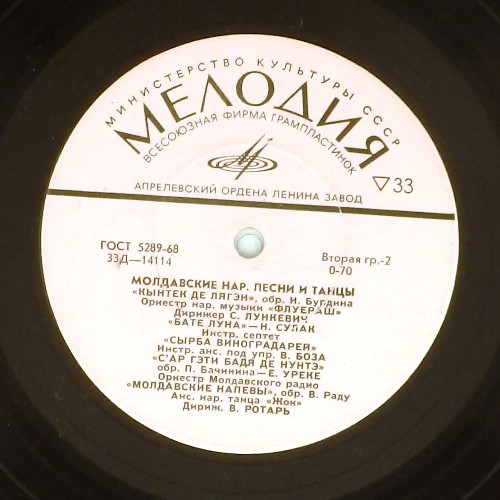 МИНИСТЕРСТВО КУЛЬТУРЫ СССР
МЕЛОДИЯ
ВСЕСОЮЗНАЯ ФИРМА ГРАМПЛАСТИНОК
АПРЕЛЕВСКИЙ ОРДЕНА ЛЕНИНА ЗАВОД
▽33
ГОСТ 5289-68
33Д—14114
Вторая гр.-2
0-70
МОЛДАВСКИЕ НАР. ПЕСНИ И ТАНЦЫ
«КЫНТЕК ДЕ ЛЯГЭН», обр. И. Бурдина
Оркестр нар. музыки «ФЛУЕРАШ»
Дирижер С. ЛУНКЕВИЧ
«БАТЕ ЛУНА»—Н. СУЛАК
Инстр. септет
«СЫРБА ВИНОГРАДАРЕЙ»
Инстр. анс. под упр. В. БОЗА
«С'АР ГЭТИ БАДЯ ДЕ НУНТЭ»
обр. П. Бачинина—Е. УРЕКЕ
Оркестр Молдавского радио
«МОЛДАВСКИЕ НАПЕВЫ», обр. В. Раду
Анс. нар. танца «Жок»
Дириж. В. РОТАРЬ